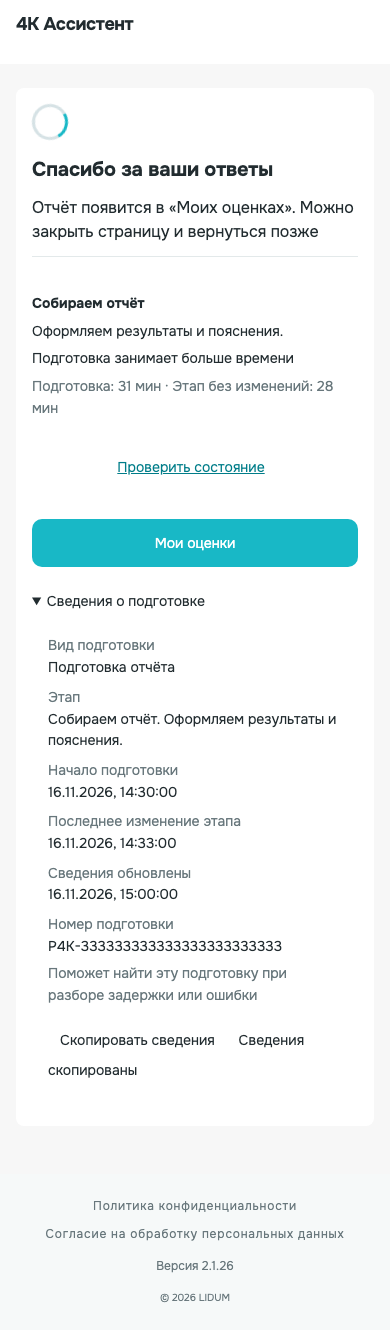 4К Ассистент
Спасибо за ваши ответы
Отчёт появится в «Моих оценках». Можно
закрыть страницу и вернуться позже
Собираем отчёт
Оформляем результаты и пояснения.
Подготовка занимает больше времени
Подготовка: 31 мин · Этап без изменений: 28
мин
Проверить состояние
Мои оценки
▼ Сведения о подготовке
Вид подготовки
Подготовка отчёта
Этап
Собираем отчёт. Оформляем результаты и
пояснения.
Начало подготовки
16.11.2026, 14:30:00
Последнее изменение этапа
16.11.2026, 14:33:00
Сведения обновлены
16.11.2026, 15:00:00
Номер подготовки
P4K-333333333333333333333333
Поможет найти эту подготовку при
разборе задержки или ошибки
Скопировать сведения Сведения
скопированы
Политика конфиденциальности
Согласие на обработку персональных данных
Версия 2.1.26
© 2026 LIDUM